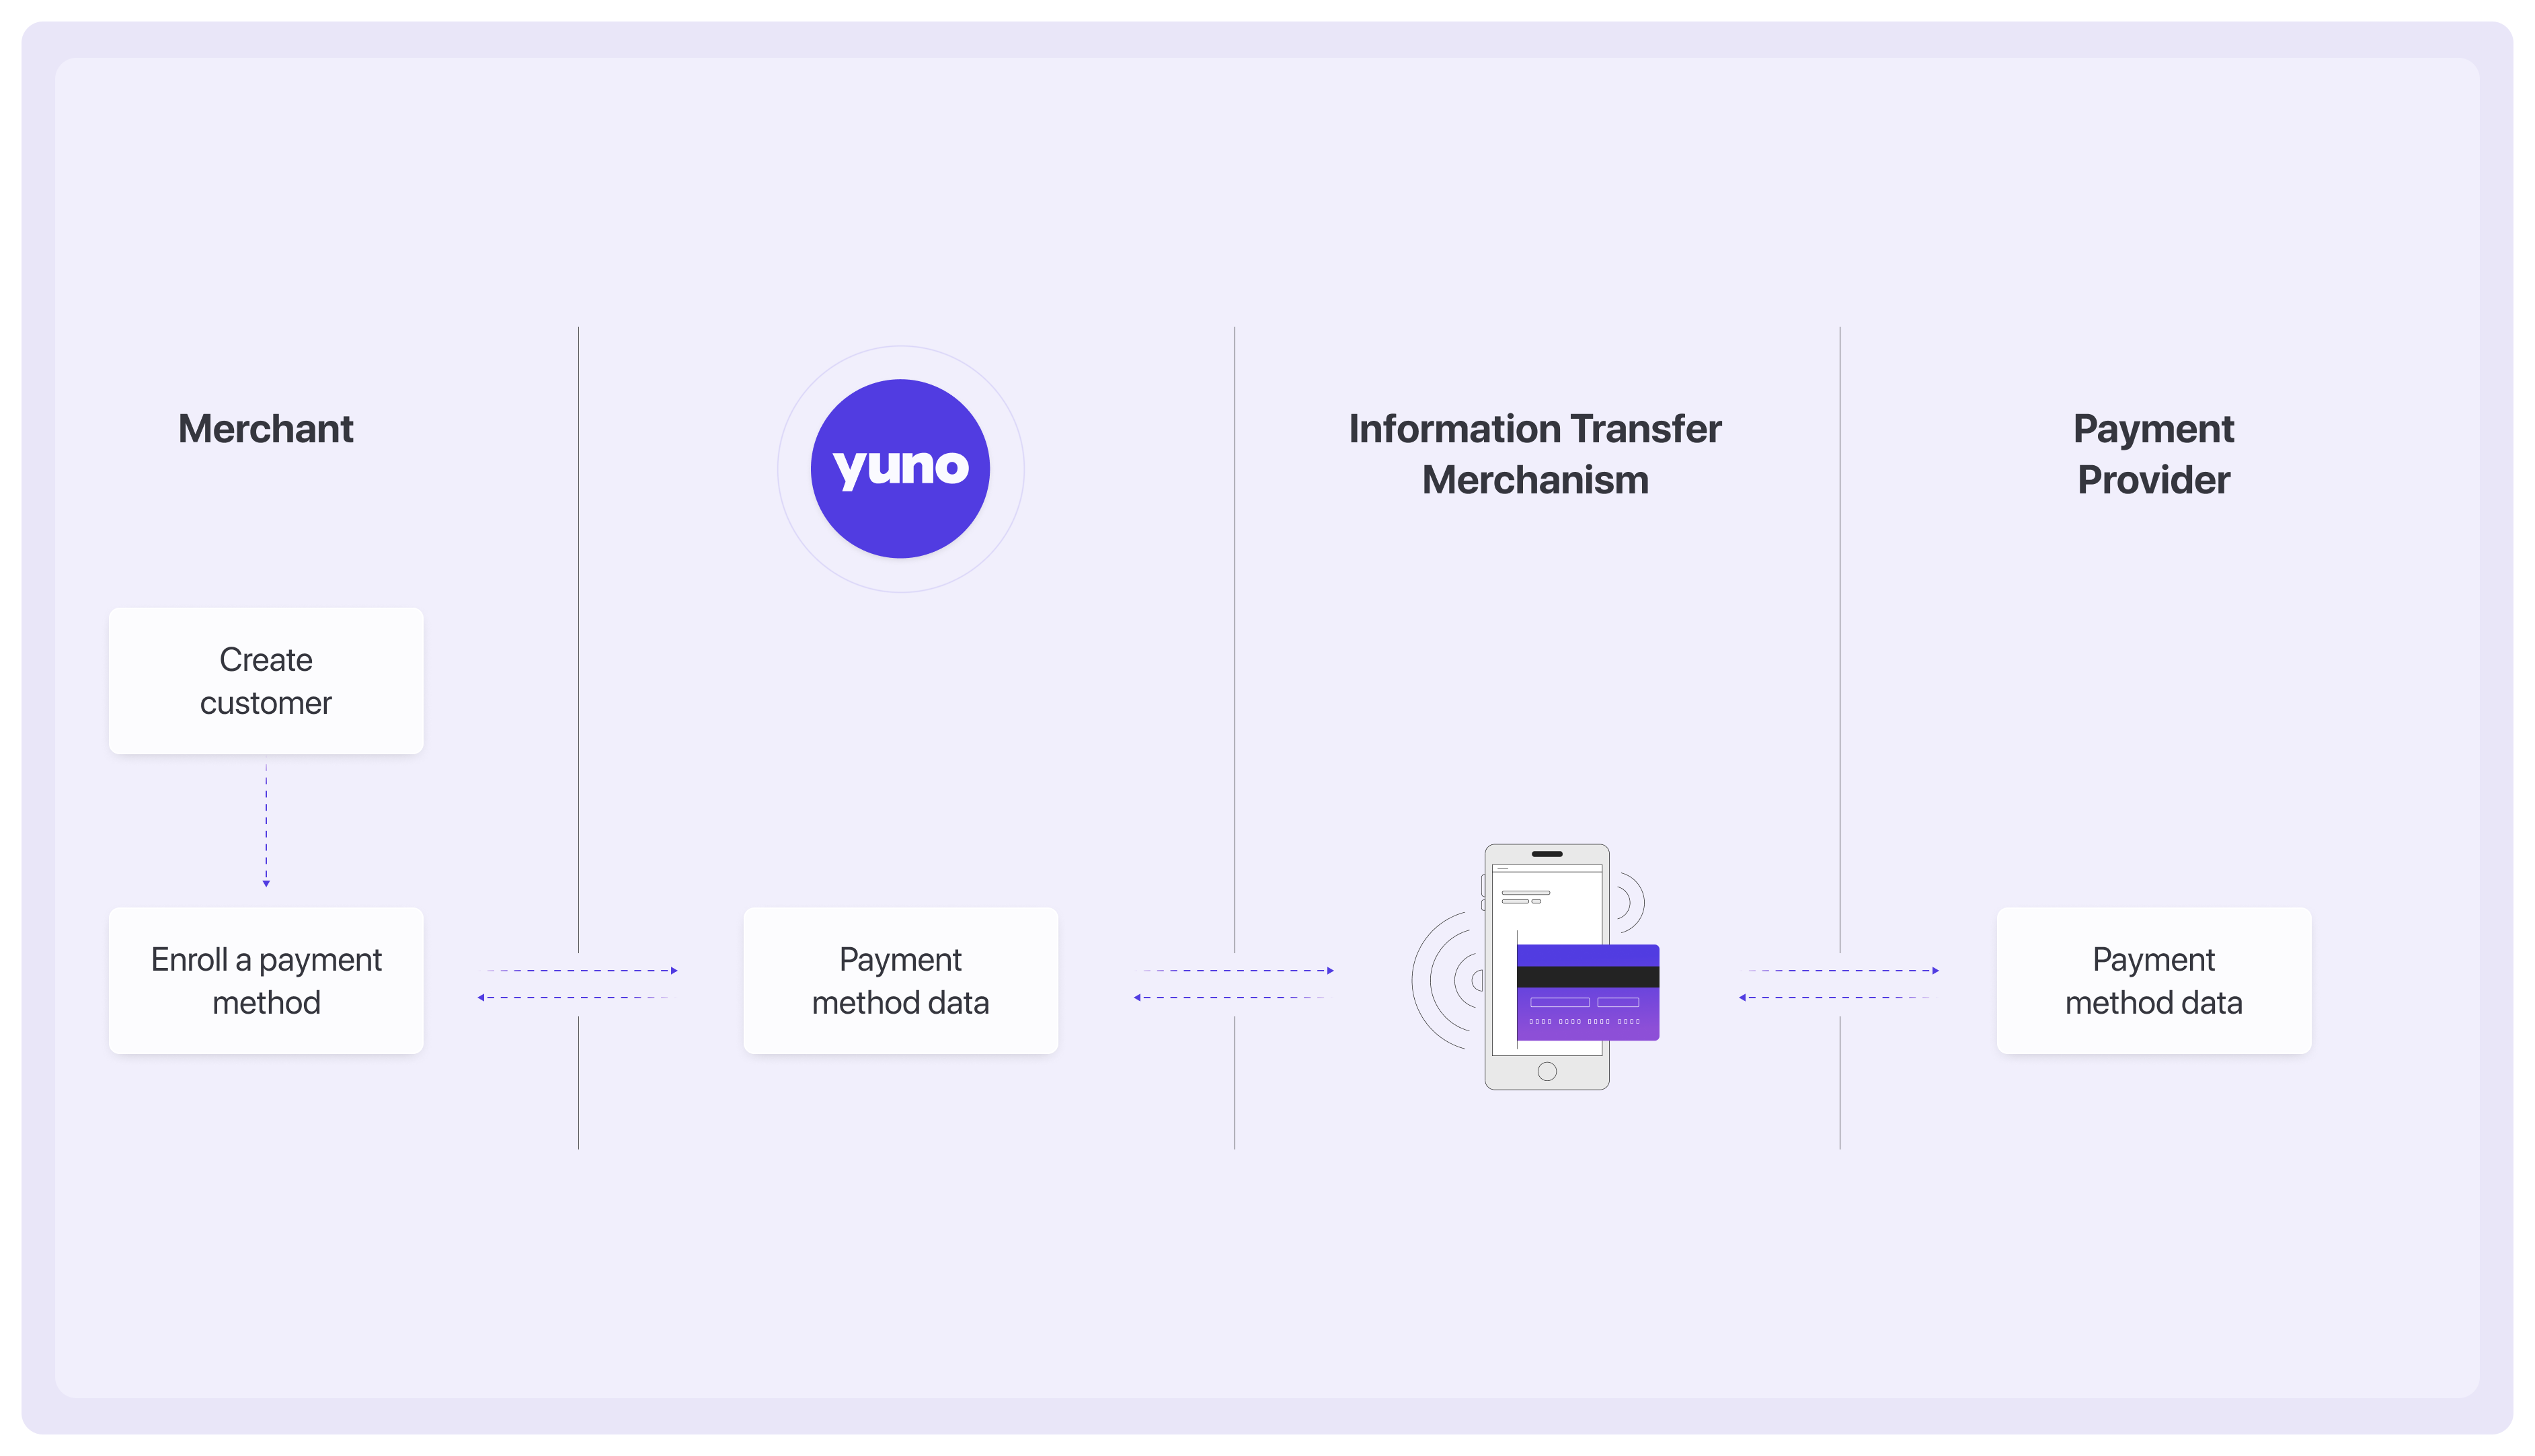 Merchant
yuno
Information Transfer
Merchanism
Payment
Provider
Create
customer
Enroll a payment
method
Payment
method data
Payment
method data